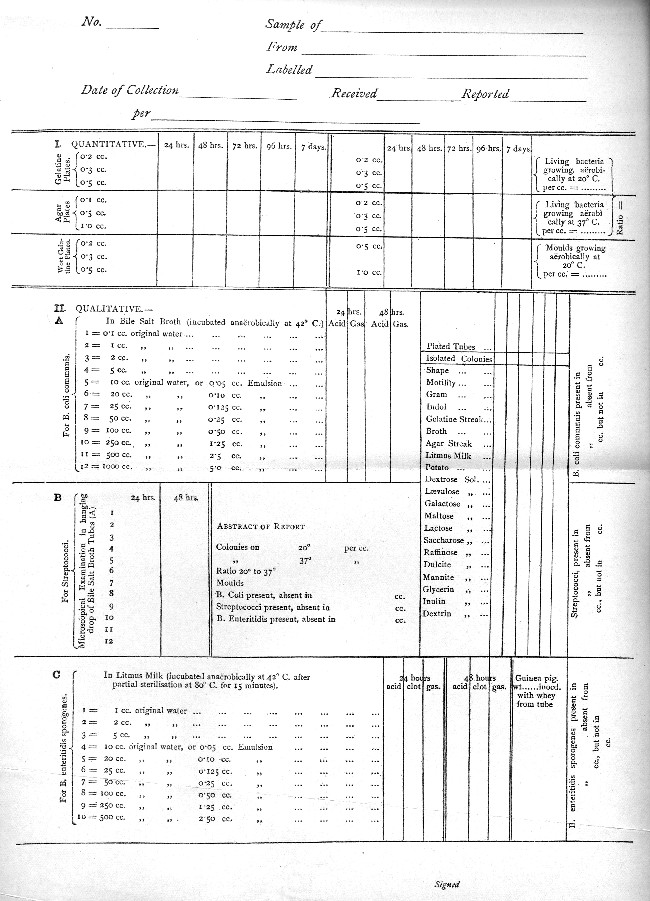 No.
Sample of
From
Labelled
Date of Collection Received Reported
per
I. QUANTITATIVE.— 24 hrs. 48 hrs. 72 hrs. 96 hrs. 7 days. 24 hrs. 48 hrs. 72 hrs. 96 hrs. 7 days.
Gelatine Plates.
0·2 cc. 0·2 cc.
0·3 cc. 0·3 cc.
0·5 cc. 0·5 cc.
Living bacteria
growing, aërobi-
cally at 20° C.
per cc. = .........
Agar Plates
0·1 cc. 0·2 cc.
0·5 cc. 0·3 cc.
1·0 cc. 0·5 cc.
Living bacteria
growing aërobi
cally at 37° C.
per cc. = .........
Ratio =
Wort Gela-
tine Plates.
0·2 cc. 0·5 cc.
0·3 cc.
0·5 cc. 1·0 cc.
Moulds growing
aërobically at
20° C.
per cc. = .........
II. QUALITATIVE.—
24 hrs. 48 hrs.
A In Bile Salt Broth (incubated anaërobically at 42° C.) Acid Gas Acid Gas.
For B. coli communis.
1 = 0·1 cc. original water ... ... ... ... ... ...
2 = 1 cc. ,, ,, ... ... ... ... ... ...
3 = 2 cc. ,, ,, ... ... ... ... ...
4 = 5 cc. ,, ,, ... ... ... ... ...
5 = 10 cc. original water, or 0·05 cc. Emulsion ... ...
6 = 20 cc. ,, ,, 0·10 cc. ,, ... ...
7 = 25 cc. ,, ,, 0·125 cc. ,, ... ...
8 = 50 cc. ,, ,, 0·25 cc. ,, ... ...
9 = 100 cc. ,, ,, 0·50 cc. ,, ... ...
10 = 250 cc. ,, ,, 1·25 cc. ,, ... ...
11 = 500 cc. ,, ,, 2·5 cc. ,, ... ...
12 = 1000 cc. ,, ,, 5·0 cc. ,, ... ...
Plated Tubes ...
Isolated Colonies
Shape ... ...
Motility ... ...
Gram ... ...
Indol ... ...
Gelatine Streak...
Broth ... ...
Agar Streak ...
Litmus Milk ...
Potato ... ...
Dextrose Sol. ...
Lævulose ,, ...
Galactose ,, ...
Maltose ,, ...
Lactose ,, ...
Saccharose ,, ...
Raffinose ,, ...
Dulcite ,, ...
Mannite ,, ...
Glycerin ,, ...
Inulin ,, ...
Dextrin ,, ...
B. coli communis present in
,, absent from
cc., but not in cc.
B 24 hrs. 48 hrs.
For Streptococci.
Microscopical Examination in hanging
drop of Bile Salt Broth Tubes (A)
1
2
3
4
5
6
7
8
9
10
11
12
ABSTRACT OF REPORT
Colonies on 20° per cc.
,, 37° ,,
Ratio 20° to 37°
Moulds
B. Coli present, absent in cc.
Streptococci present, absent in cc.
B. Enteritidis present, absent in cc.
Streptococci, present in
,, absent from
cc., but not in cc.
C In Litmus Milk (incubated anaërobically at 42° C. after
partial sterilisation at 80° C. for 15 minutes).
24 hours 48 hours
acid clot gas. acid clot gas.
Guinea pig
wt......inocd.
with whey
from tube
For B. enteritidis sporogenes.
1 = 1 cc. original water ... ... ... ... ... ...
2 = 2 cc. ,, ,, ... ... ... ... ... ...
3 = 5 cc. ,, ,, ... ... ... ... ... ...
4 = 10 cc. original water, or 0·05 cc. Emulsion ... ... ...
5 = 20 cc. ,, ,, 0·10 cc. ,, ... ... ...
6 = 25 cc. ,, ,, 0·125 cc. ,, ... ... ...
7 = 50 cc. ,, ,, 0·25 cc. ,, ... ... ...
8 = 100 cc. ,, ,, 0·50 cc. ,, ... ... ...
9 = 250 cc. ,, ,, 1·25 cc. ,, ... ... ...
10 = 500 cc. ,, ,, 2·50 cc. ,, ... ... ...
B. enteritidis sporogenes present in
,, absent from
cc., but not in cc.
Signed